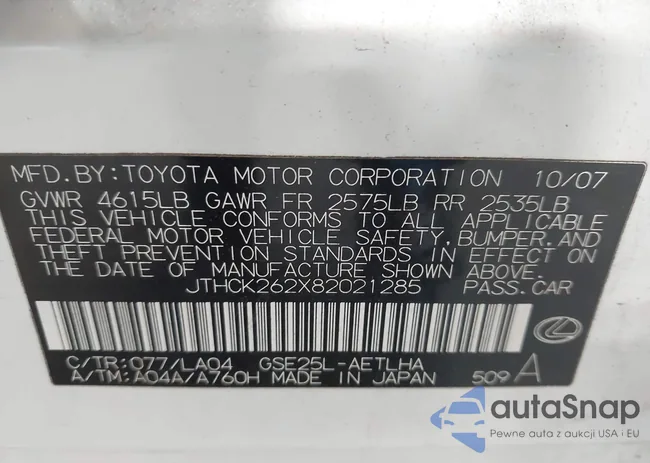 MFD.BY:TOYOTA MOTOR CORPORATION 10/07
GVWR 4615LB GAWR FR 2575LB RR 2535LB
THIS VEHICLE CONFORMS TO ALL APPLICABLE
FEDERAL MOTOR VEHICLE SAFETY,BUMPER,AND
THEFT PREVENTION STANDARDS IN EFFECT ON
THE DATE OF MANUFACTURE SHOWN ABOVE.
JTHCK262X82021285 PASS.CAR
C/TR:077/LA04 GSE25L-AETLHA
A/TM:A04A/A760H MADE IN JAPAN 509 A
autaSnap
Pewne auta z aukcji USA i EU